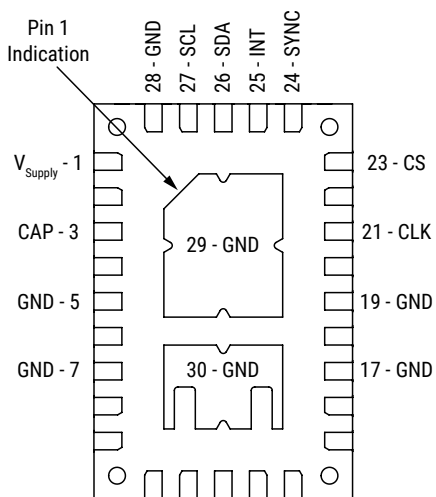 Pin 1
Indication
28 - GND
27 - SCL
26 - SDA
25 - INT
24 - SYNC
VSupply - 1
23 - CS
CAP - 3
21 - CLK
29 - GND
GND - 5
19 - GND
GND - 7
30 - GND
17 - GND